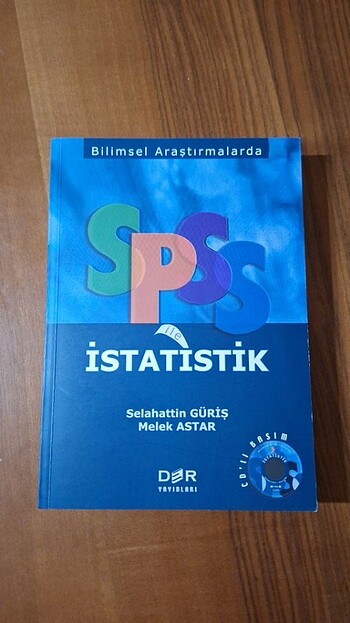 Bilimsel Araştırmalarda
SPSS
ile
İSTATİSTİK
Selahattin GÜRİŞ
Melek ASTAR
CD'li BASIM
DER
YAYINLARI